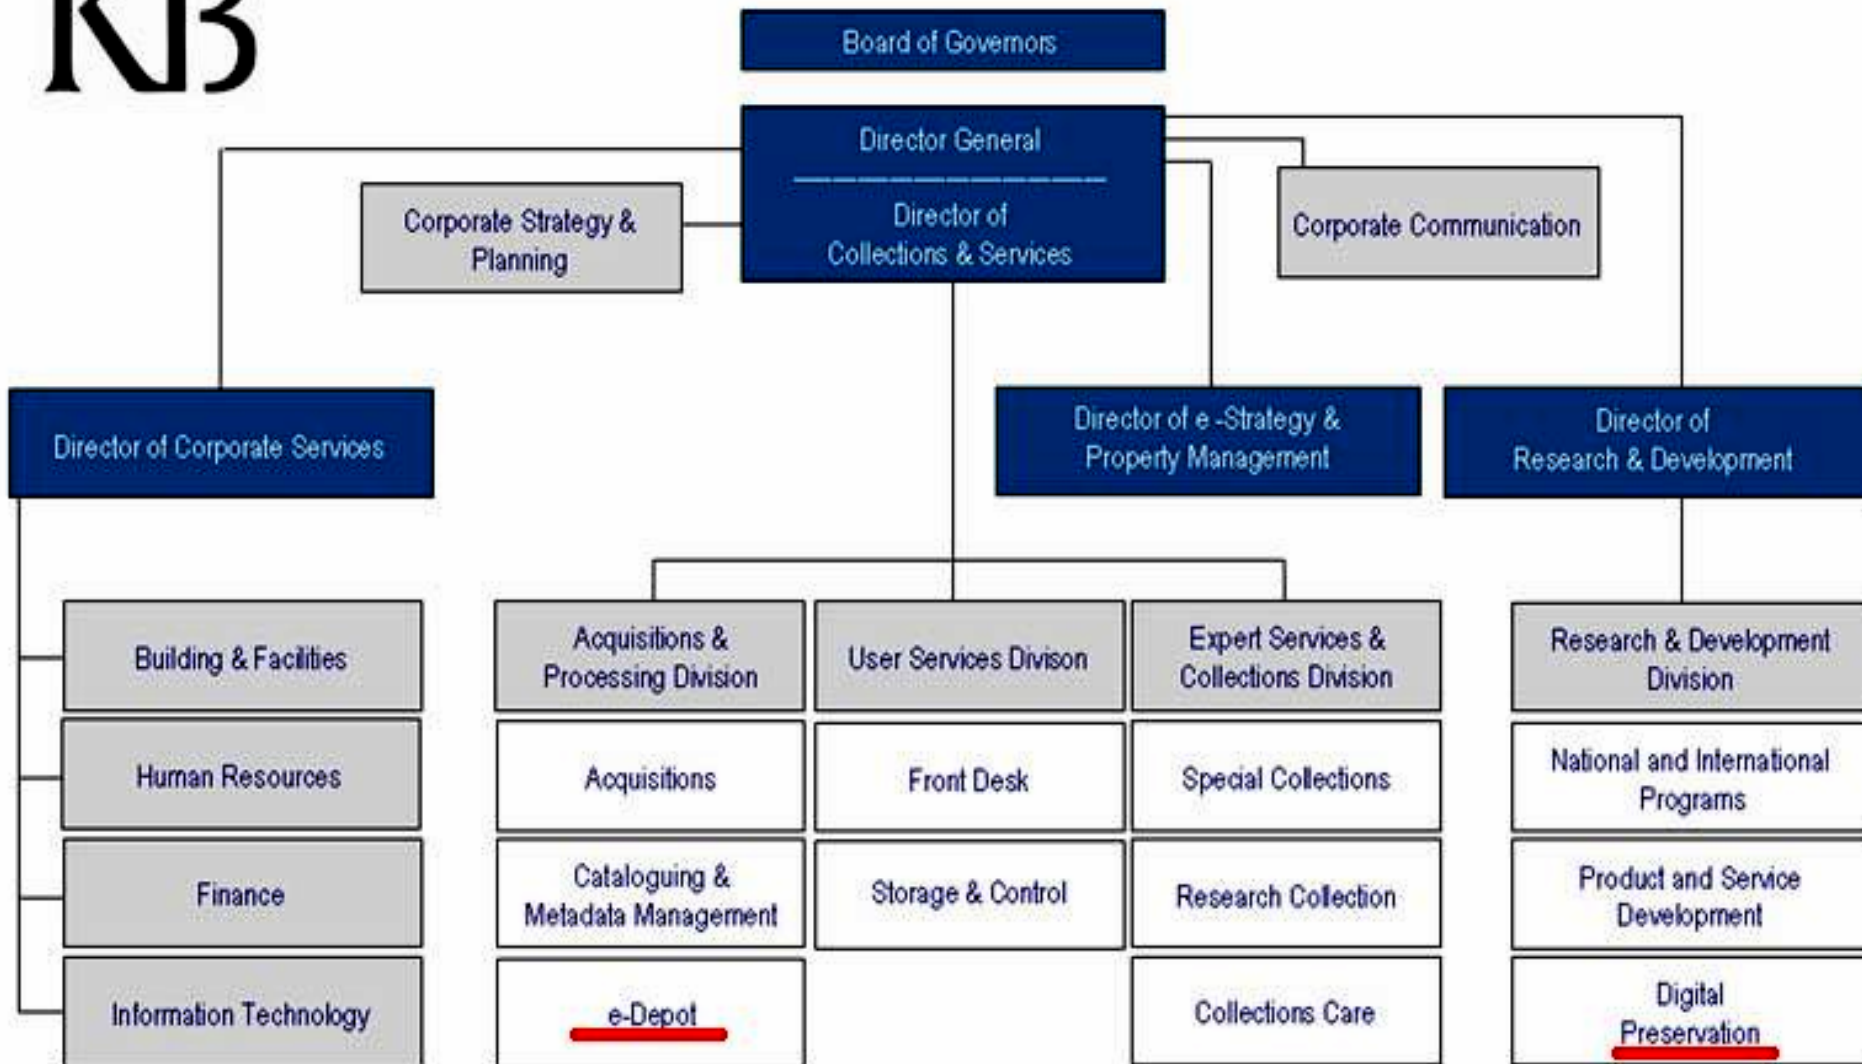 KB
Board of Governors
Director General
Director of
Collections & Services
Corporate Strategy &
Planning
Corporate Communication
Director of Corporate Services
Director of e -Strategy &
Property Management
Director of
Research & Development
Building & Facilities
Human Resources
Finance
Information Technology
Acquisitions &
Processing Division
Acquisitions
Cataloguing &
Metadata Management
e-Depot
User Services Divison
Front Desk
Storage & Control
Expert Services &
Collections Division
Special Collections
Research Collection
Collections Care
Research & Development
Division
National and International
Programs
Product and Service
Development
Digital
Preservation